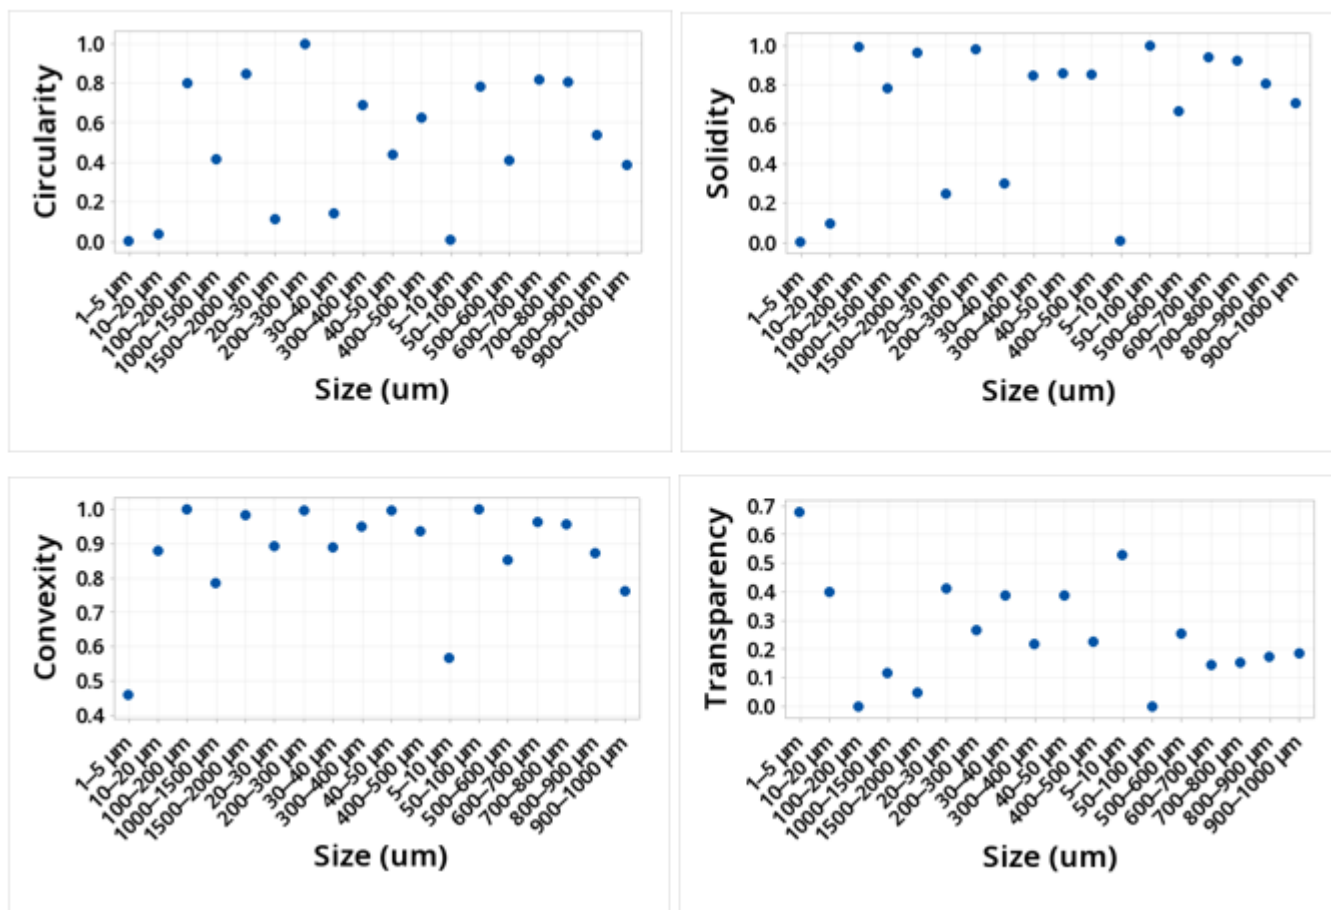 Circularity
1.0
0.8
0.6
0.4
0.2
0.0
1–5 µm
10–20 µm
100–200 µm
1000–1500 µm
1500–2000 µm
20–30 µm
200–300 µm
30–40 µm
300–400 µm
40–50 µm
400–500 µm
5–10 µm
50–100 µm
500–600 µm
600–700 µm
700–800 µm
800–900 µm
900–1000 µm
Size (um)
Solidity
1.0
0.8
0.6
0.4
0.2
0.0
1–5 µm
10–20 µm
100–200 µm
1000–1500 µm
1500–2000 µm
20–30 µm
200–300 µm
30–40 µm
300–400 µm
40–50 µm
400–500 µm
5–10 µm
50–100 µm
500–600 µm
600–700 µm
700–800 µm
800–900 µm
900–1000 µm
Size (um)
Convexity
1.0
0.9
0.8
0.7
0.6
0.5
0.4
1–5 µm
10–20 µm
100–200 µm
1000–1500 µm
1500–2000 µm
20–30 µm
200–300 µm
30–40 µm
300–400 µm
40–50 µm
400–500 µm
5–10 µm
50–100 µm
500–600 µm
600–700 µm
700–800 µm
800–900 µm
900–1000 µm
Size (um)
Transparency
0.7
0.6
0.5
0.4
0.3
0.2
0.1
0.0
1–5 µm
10–20 µm
100–200 µm
1000–1500 µm
1500–2000 µm
20–30 µm
200–300 µm
30–40 µm
300–400 µm
40–50 µm
400–500 µm
5–10 µm
50–100 µm
500–600 µm
600–700 µm
700–800 µm
800–900 µm
900–1000 µm
Size (um)